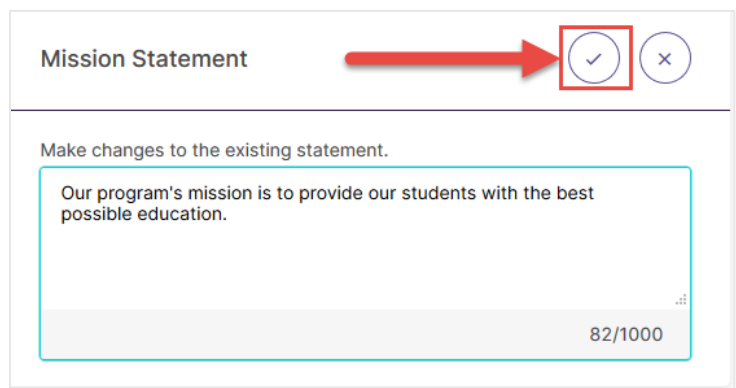 Mission Statement
Make changes to the existing statement.
Our program's mission is to provide our students with the best
possible education.
82/1000